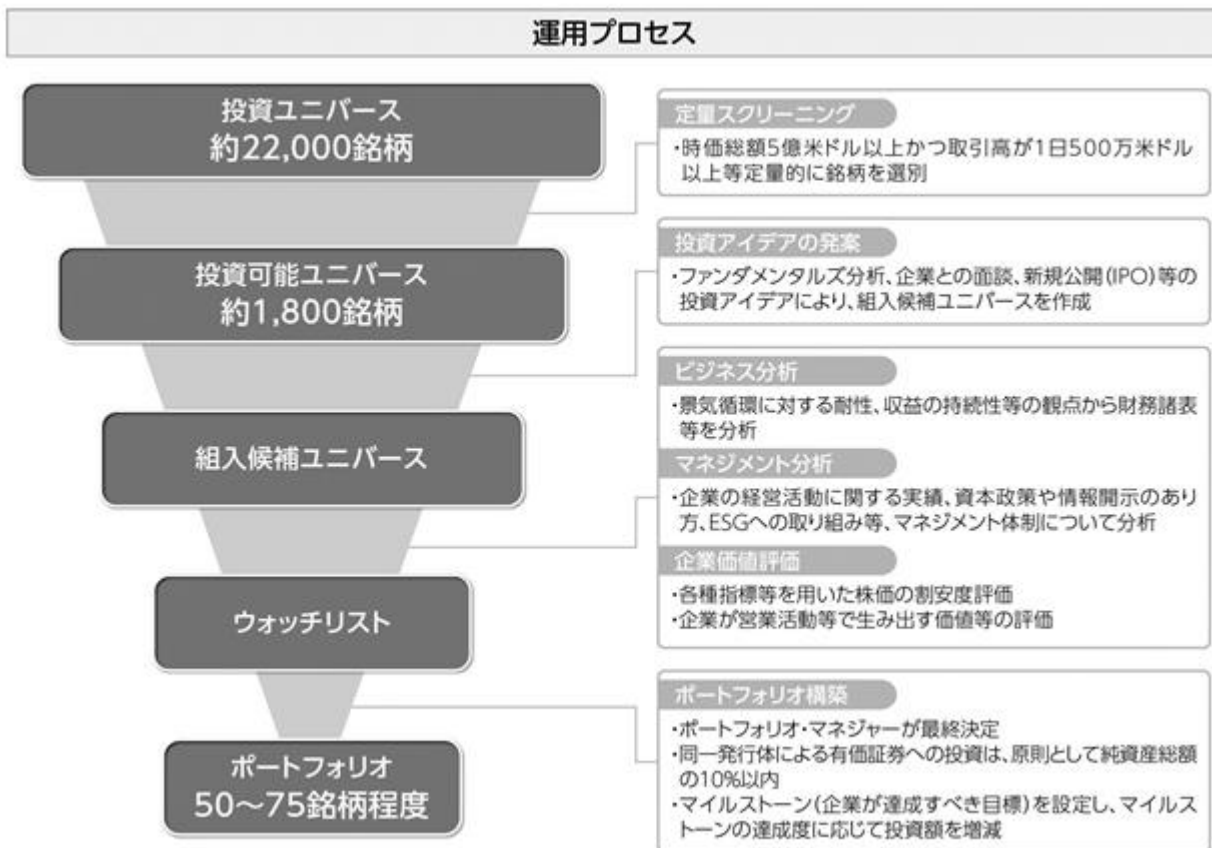 運用プロセス
投資ユニバース
約22,000銘柄
定量スクリーニング
・時価総額5億米ドル以上かつ取引高が1日500万米ドル
以上等定量的に銘柄を選別
投資可能ユニバース
約1,800銘柄
投資アイデアの発案
・ファンダメンタルズ分析、企業との面談、新規公開(IPO)等の
投資アイデアにより、組入候補ユニバースを作成
組入候補ユニバース
ビジネス分析
・景気循環に対する耐性、収益の持続性等の観点から財務諸表
等を分析
マネジメント分析
・企業の経営活動に関する実績、資本政策や情報開示のあり
方、ESGへの取り組み等、マネジメント体制について分析
企業価値評価
・各種指標等を用いた株価の割安度評価
・企業が営業活動等で生み出す価値等の評価
ウォッチリスト
ポートフォリオ構築
・ポートフォリオ・マネジャーが最終決定
・同一発行体による有価証券への投資は、原則として純資産総額
の10%以内
・マイルストーン(企業が達成すべき目標)を設定し、マイルス
トーンの達成度に応じて投資額を増減
ポートフォリオ
50～75銘柄程度